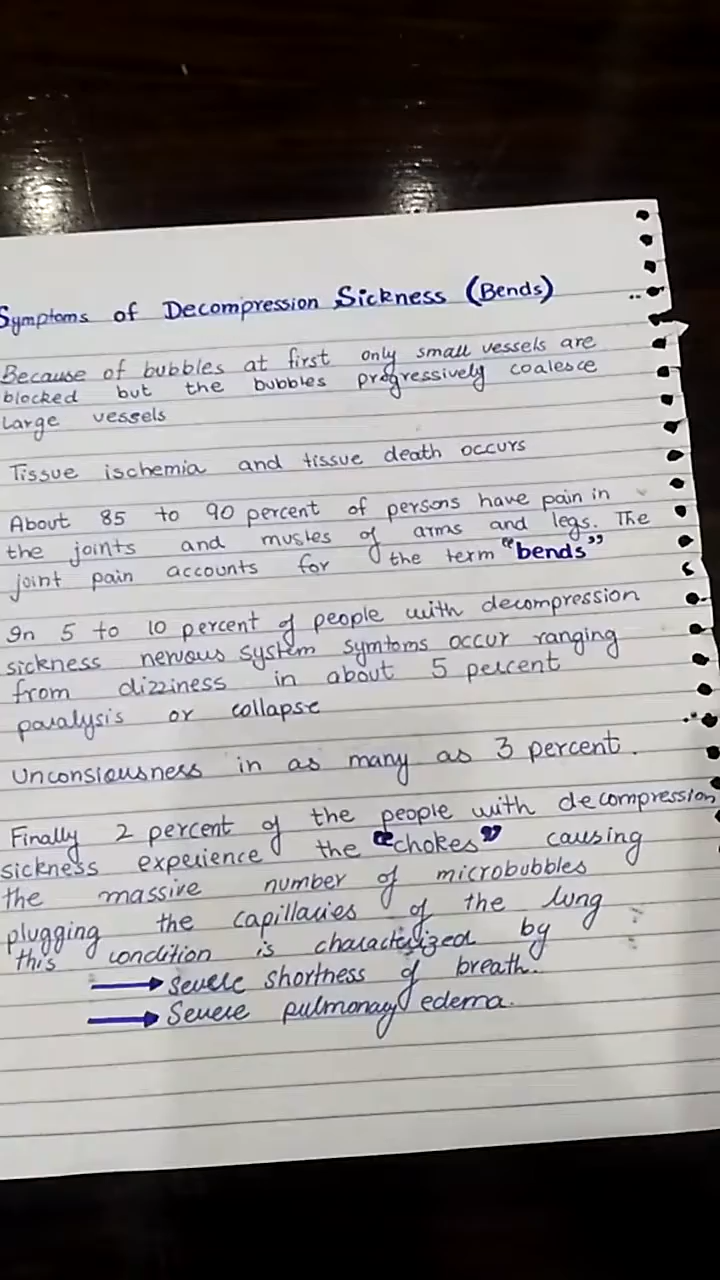 Symptoms of Decompression Sickness (Bends)
Because of bubbles at first only small vessels are
blocked but the bubbles progressively coalesce
Large vessels
Tissue ischemia and tissue death occurs
About 85 to 90 percent of persons have pain in
the joints and musles of arms and legs. The
joint pain accounts for the term "bends"
In 5 to 10 percent of people with decompression
sickness nervous system symtoms occur ranging
from dizziness in about 5 percent
paralysis or collapse
Unconsiousness in as many as 3 percent.
Finally 2 percent of the people with decompression
sickness experience the "chokes" causing
the massive number of microbubbles
plugging the capillaries of the lung
this condition is characterized by
→ Severe shortness of breath.
→ Severe pulmonay edema.